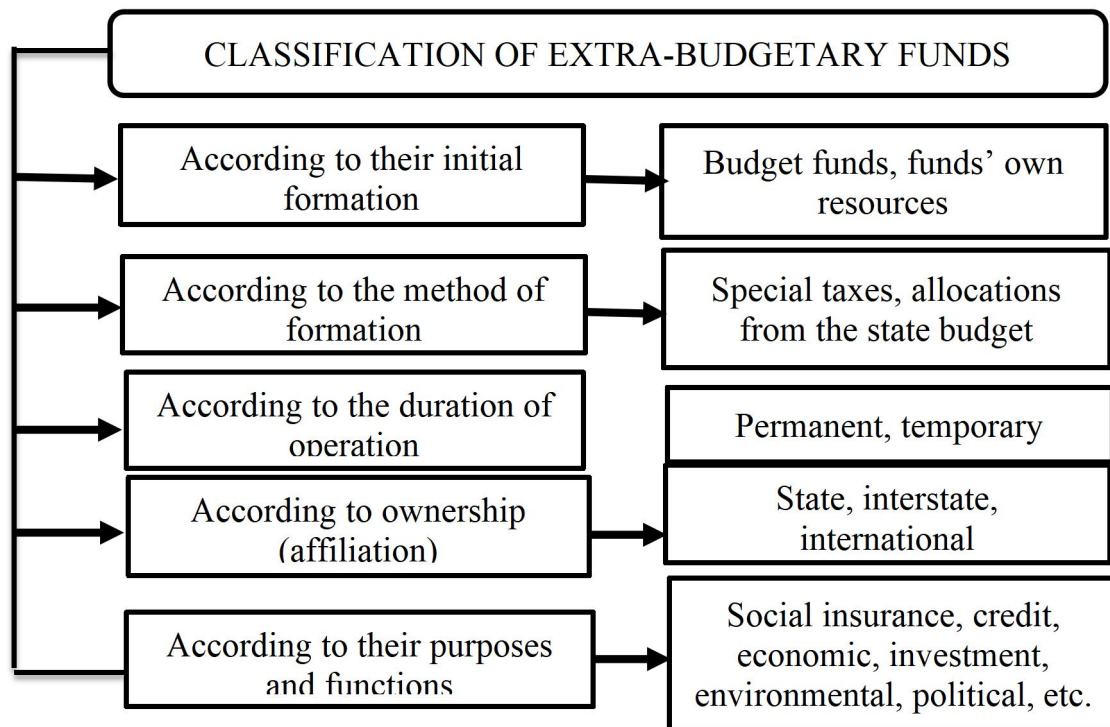 CLASSIFICATION OF EXTRA-BUDGETARY FUNDS
According to their initial
formation
Budget funds, funds’ own
resources
According to the method of
formation
Special taxes, allocations
from the state budget
According to the duration of
operation
Permanent, temporary
According to ownership
(affiliation)
State, interstate,
international
According to their purposes
and functions
Social insurance, credit,
economic, investment,
environmental, political, etc.